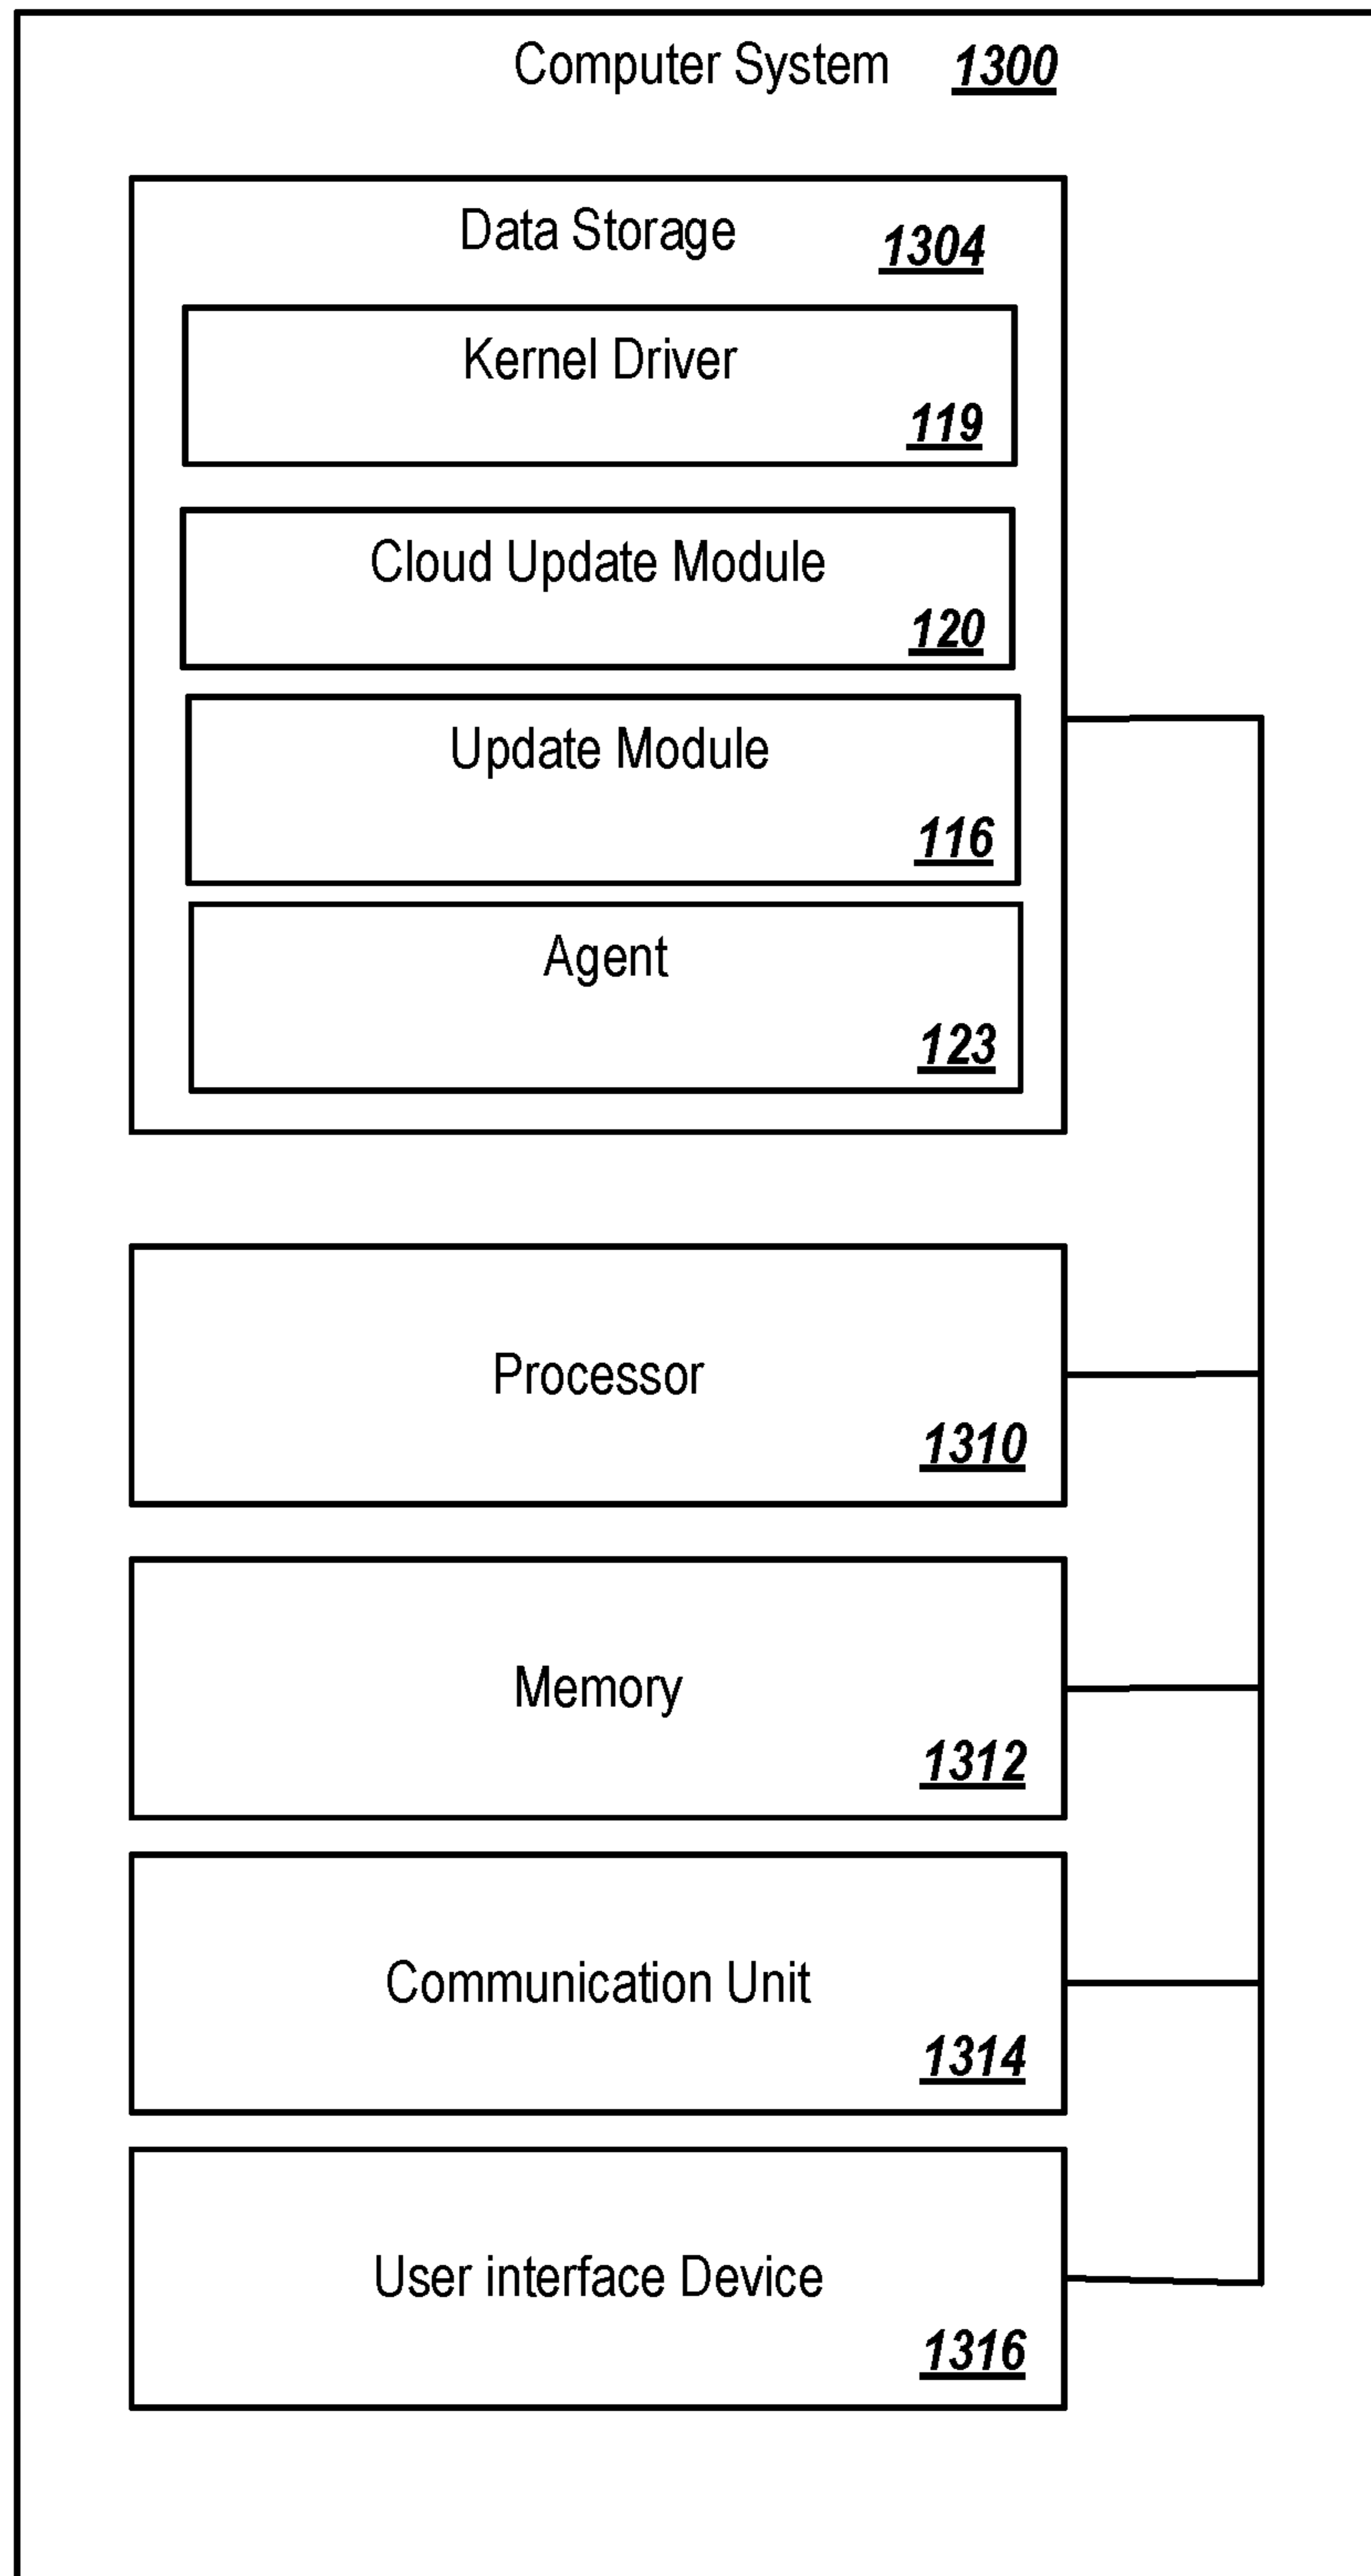 Computer System 1300
Data Storage 1304
Kernel Driver
119
Cloud Update Module
120
Update Module
116
Agent
123
Processor
1310
Memory
1312
Communication Unit
1314
User interface Device
1316